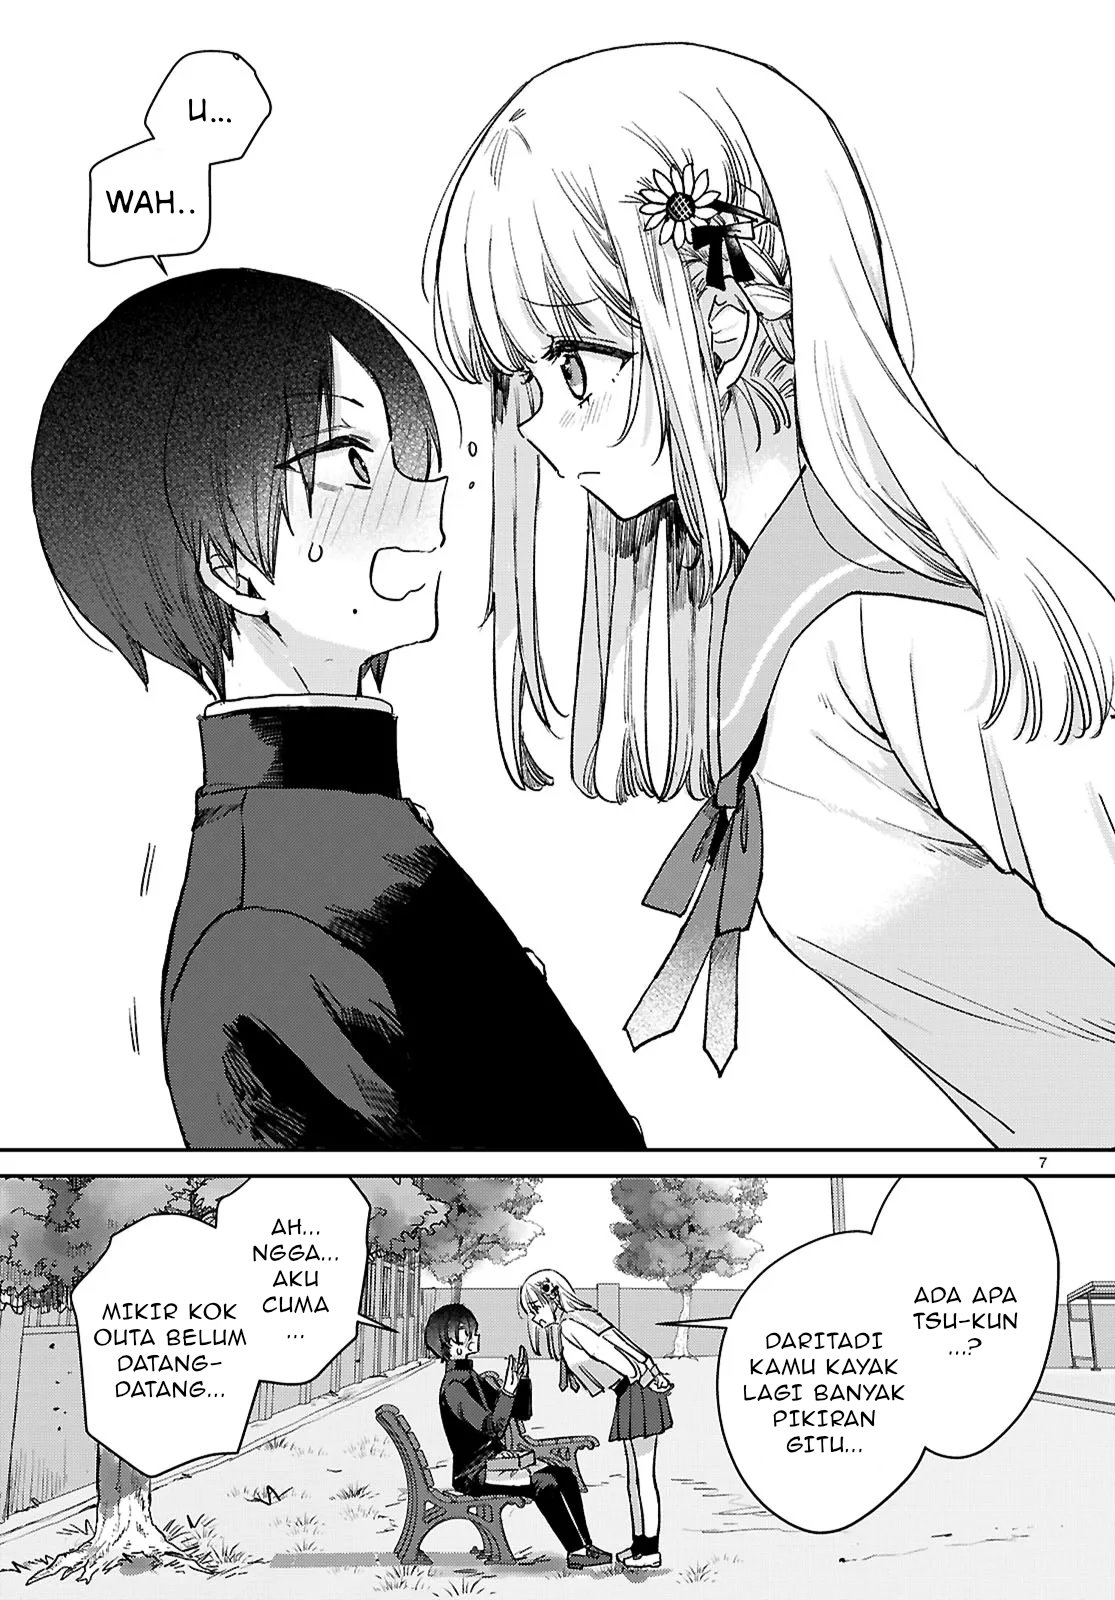 U...
WAH..
7
ADA APA
TSU-KUN
...?
DARITADI
KAMU KAYAK
LAGI BANYAK
PIKIRAN
GITU...
AH...
NGGA...
AKU
CUMA
...
MIKIR KOK
OUTA BELUM
DATANG-
DATANG...